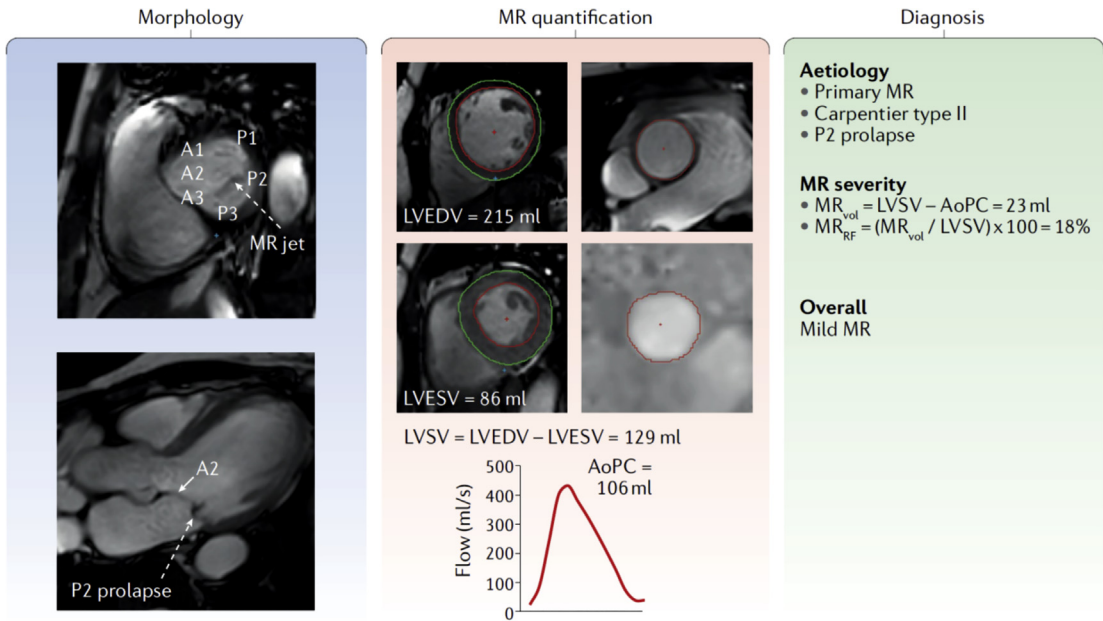 Morphology
A1
P1
A2
P2
A3
P3
MR jet
A2
P2 prolapse
MR quantification
LVEDV = 215 ml
LVESV = 86 ml
LVSV = LVEDV – LVESV = 129 ml
AoPC =
106 ml
Flow (ml/s)
500
400
300
200
100
0
Diagnosis
Aetiology
• Primary MR
• Carpentier type II
• P2 prolapse
MR severity
• MRvol = LVSV – AoPC = 23 ml
• MRRF = (MRvol / LVSV) x 100 = 18%
Overall
Mild MR